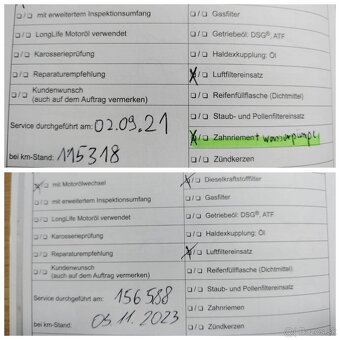 □/□ mit erweitertem Inspektionsumfang
□/□ LongLife Motoröl verwendet
□/□ Karosserieprüfung
□/□ Reparaturempfehlung
□/□ Kundenwunsch
(auch auf dem Auftrag vermerken)
Service durchgeführt am: 02.09.21
bei km-Stand: 115318
□/□ Gasfilter
□/□ Getriebeöl: DSG®, ATF
□/□ Haldexkupplung: Öl
X/□ Luftfiltereinsatz
□/□ Reifenfüllflasche (Dichtmittel)
□/□ Staub- und Pollenfiltereinsatz
X/□ Zahnriemen + wasserpumpe
□/□ Zündkerzen
X/□ mit Motorölwechsel
□/□ mit erweitertem Inspektionsumfang
□/□ LongLife Motoröl verwendet
□/□ Karosserieprüfung
□/□ Reparaturempfehlung
□/□ Kundenwunsch
(auch auf dem Auftrag vermerken)
Service durchgeführt am: 156588
bei km-Stand: 03.11.2023
X/□ Dieselkraftstofffilter
□/□ Gasfilter
□/□ Getriebeöl: DSG®, ATF
□/□ Haldexkupplung: Öl
X/□ Luftfiltereinsatz
□/□ Reifenfüllflasche (Dichtmittel)
□/□ Staub- und Pollenfiltereinsatz
□/□ Zahnriemen
□/□ Zündkerzen